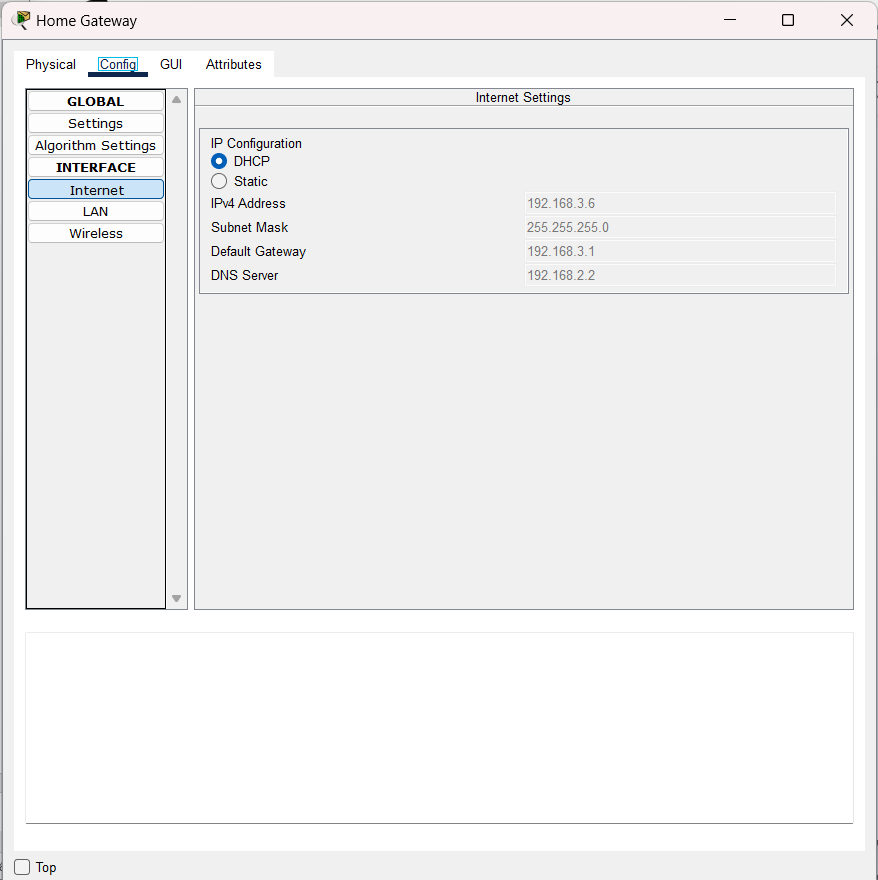 Home Gateway
Physical Config GUI Attributes
GLOBAL
Settings
Algorithm Settings
INTERFACE
Internet
LAN
Wireless
Internet Settings
IP Configuration
DHCP
Static
IPv4 Address 192.168.3.6
Subnet Mask 255.255.255.0
Default Gateway 192.168.3.1
DNS Server 192.168.2.2
Top